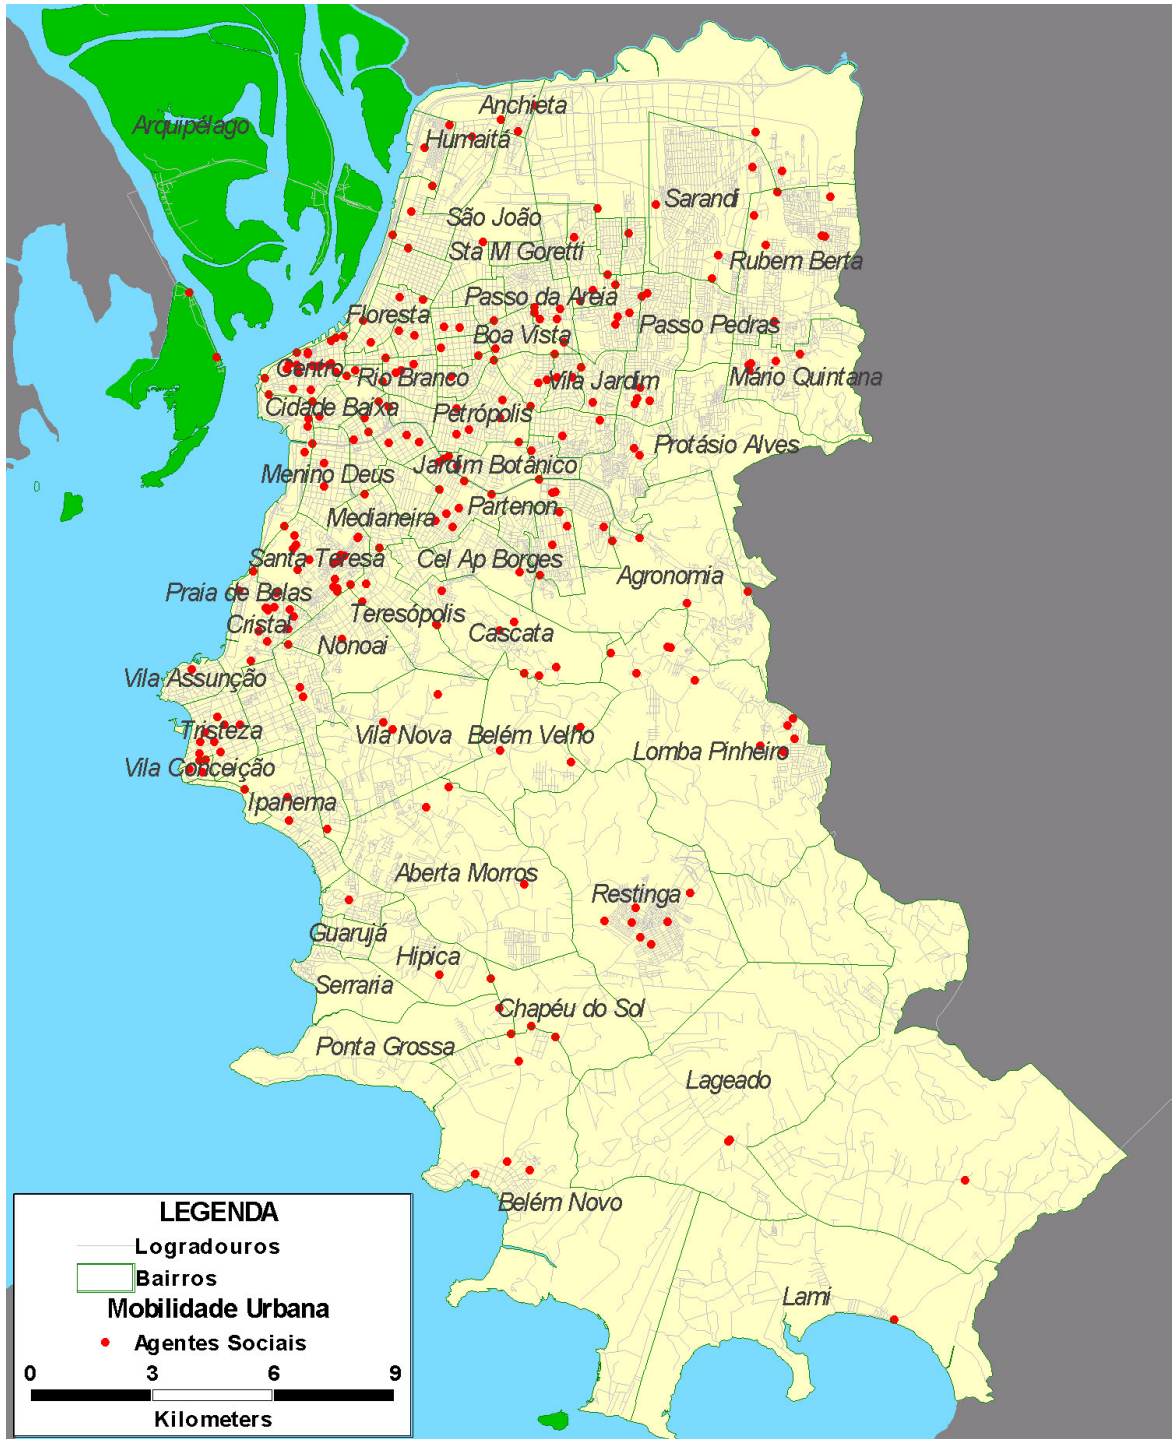 Anchieta
Arquipélago
Humaitá
Sarandi
São João
Sta M Goretti
Rubem Berta
Passo da Areia
Floresta
Passo Pedras
Boa Vista
Centro
Rio Branco
Vila Jardim
Mário Quintana
Cidade Baixa
Petrópolis
Protásio Alves
Menino Deus
Jardim Botânico
Medianeira
Partenon
Santa Teresa
Cel Ap Borges
Agronomia
Praia de Belas
Teresópolis
Cristal
Cascata
Nonoai
Vila Assunção
Tristeza
Vila Nova
Belém Velho
Lomba Pinheiro
Vila Conceição
Ipanema
Aberta Morros
Restinga
Guarujá
Hipica
Serraria
Chapéu do Sol
Ponta Grossa
Lageado
Belém Novo
Lami
LEGENDA
Logradouros
Bairros
Mobilidade Urbana
Agentes Sociais
0 3 6 9
Kilometers